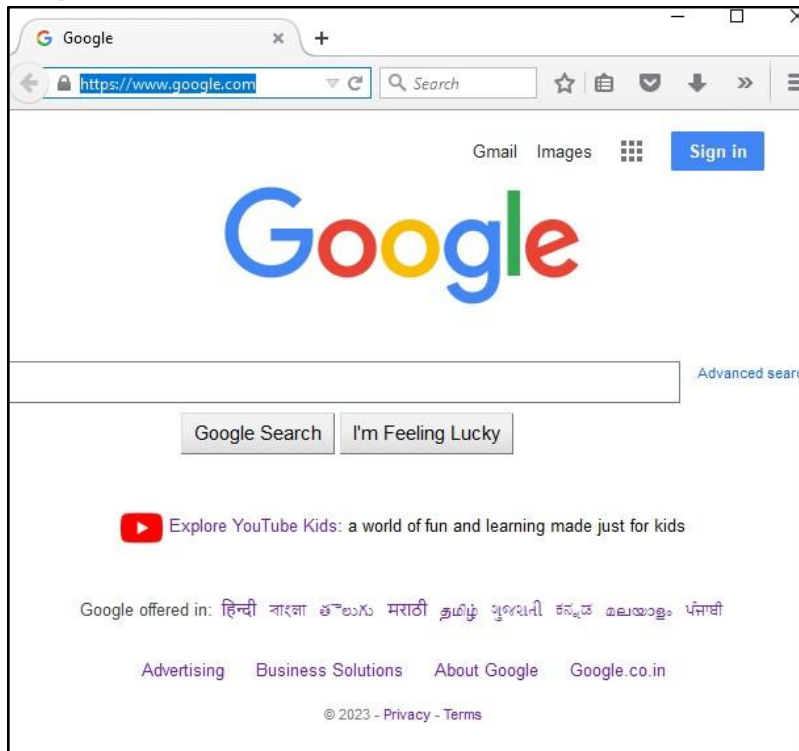 Google
https://www.google.com
Search
Gmail Images Sign in
Google
Advanced sear
Google Search I'm Feeling Lucky
Explore YouTube Kids: a world of fun and learning made just for kids
Google offered in: हिन्दी বাংলা తెలుగు मराठी தமிழ் ગુજરાતી ಕನ್ನಡ മലയാളം ਪੰਜਾਬੀ
Advertising Business Solutions About Google Google.co.in
© 2023 - Privacy - Terms